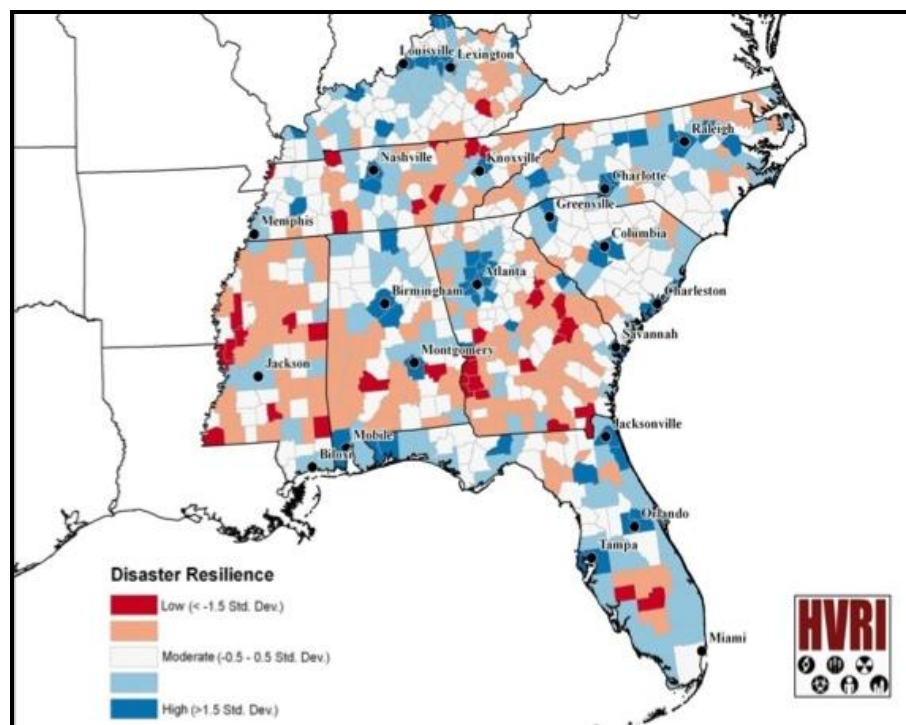 Louisville
Lexington
Raleigh
Nashville
Knoxville
Charlotte
Greenville
Memphis
Columbia
Atlanta
Birmingham
Charleston
Savannah
Montgomery
Jackson
Jacksonville
Mobile
Biloxi
Orlando
Tampa
Disaster Resilience
Low (< -1.5 Std. Dev.)
Moderate (-0.5 - 0.5 Std. Dev.)
High (>1.5 Std. Dev.)
Miami
HVRI